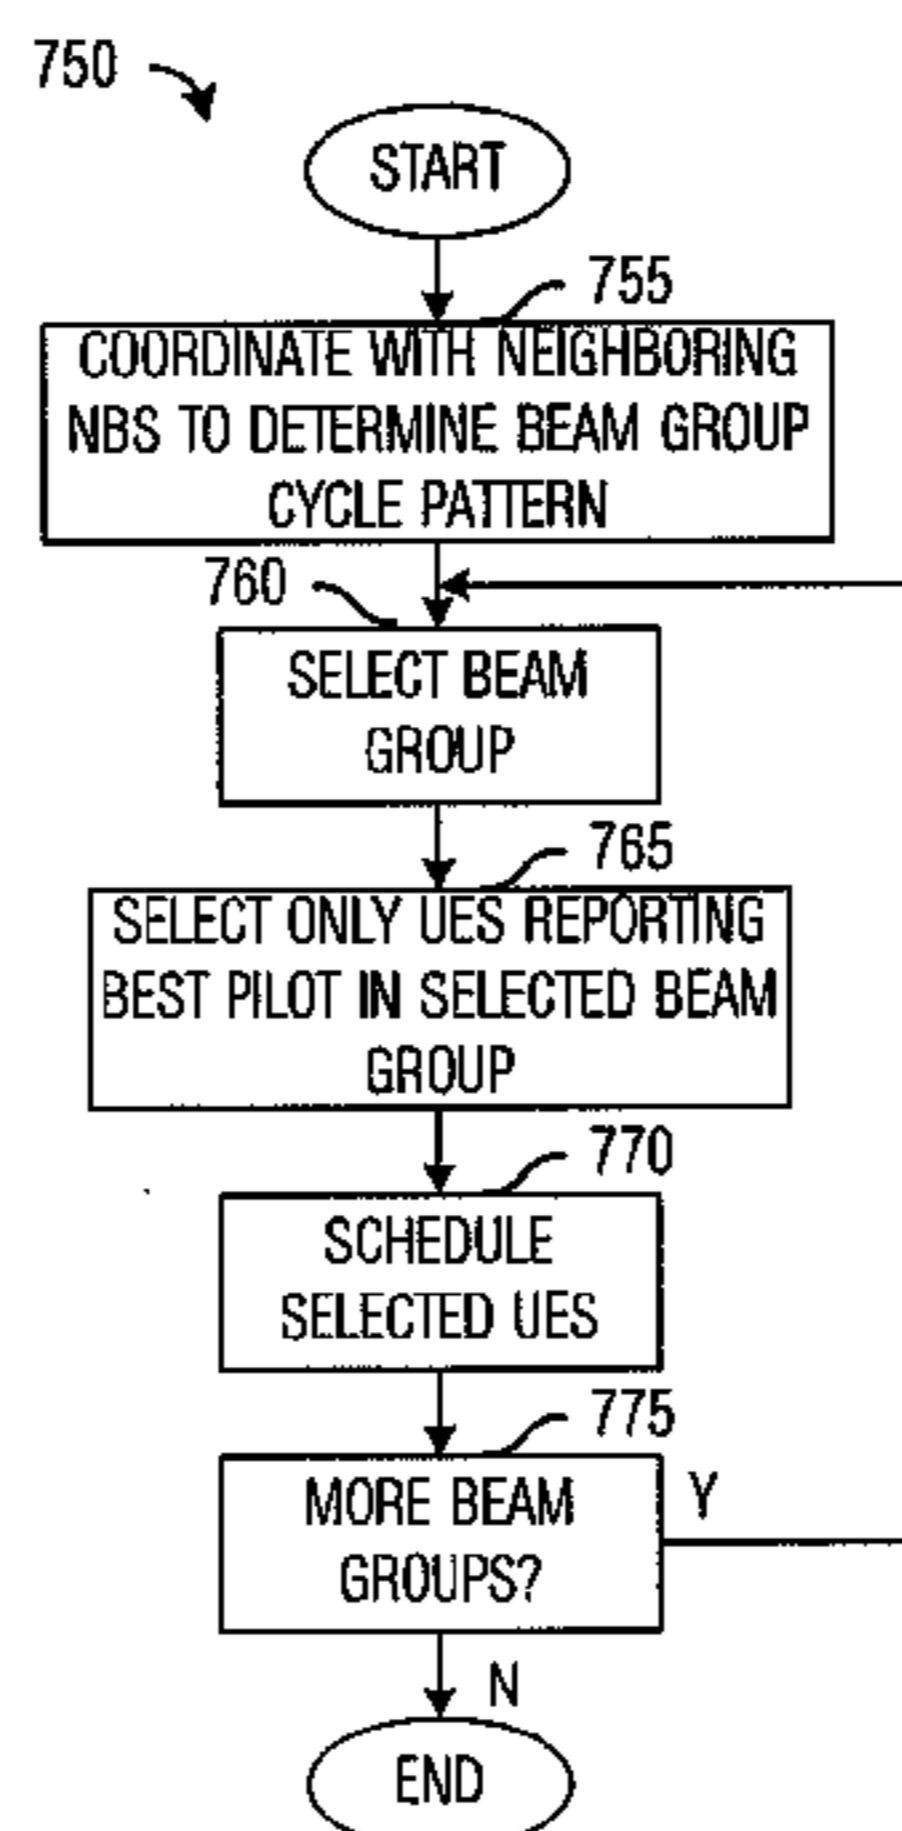 750
START
755
COORDINATE WITH NEIGHBORING
NBS TO DETERMINE BEAM GROUP
CYCLE PATTERN
760
SELECT BEAM
GROUP
765
SELECT ONLY UES REPORTING
BEST PILOT IN SELECTED BEAM
GROUP
770
SCHEDULE
SELECTED UES
775
MORE BEAM
GROUPS?
Y
N
END